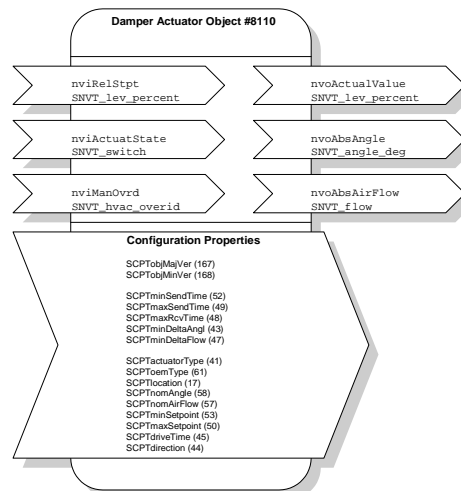 Damper Actuator Object #8110
nviRelStpt
SNVT_lev_percent
nvoActualValue
SNVT_lev_percent
nviActuatState
SNVT_switch
nvoAbsAngle
SNVT_angle_deg
nviManOvrd
SNVT_hvac_overid
nvoAbsAirFlow
SNVT_flow
Configuration Properties
SCPTobjMajVer (167)
SCPTobjMinVer (168)
SCPTminSendTime (52)
SCPTmaxSendTime (49)
SCPTmaxRcvTime (48)
SCPTminDeltaAngl (43)
SCPTminDeltaFlow (47)
SCPTactuatorType (41)
SCPToemType (61)
SCPTlocation (17)
SCPTnomAngle (58)
SCPTnomAirFlow (57)
SCPTminSetpoint (53)
SCPTmaxSetpoint (50)
SCPTdriveTime (45)
SCPTdirection (44)